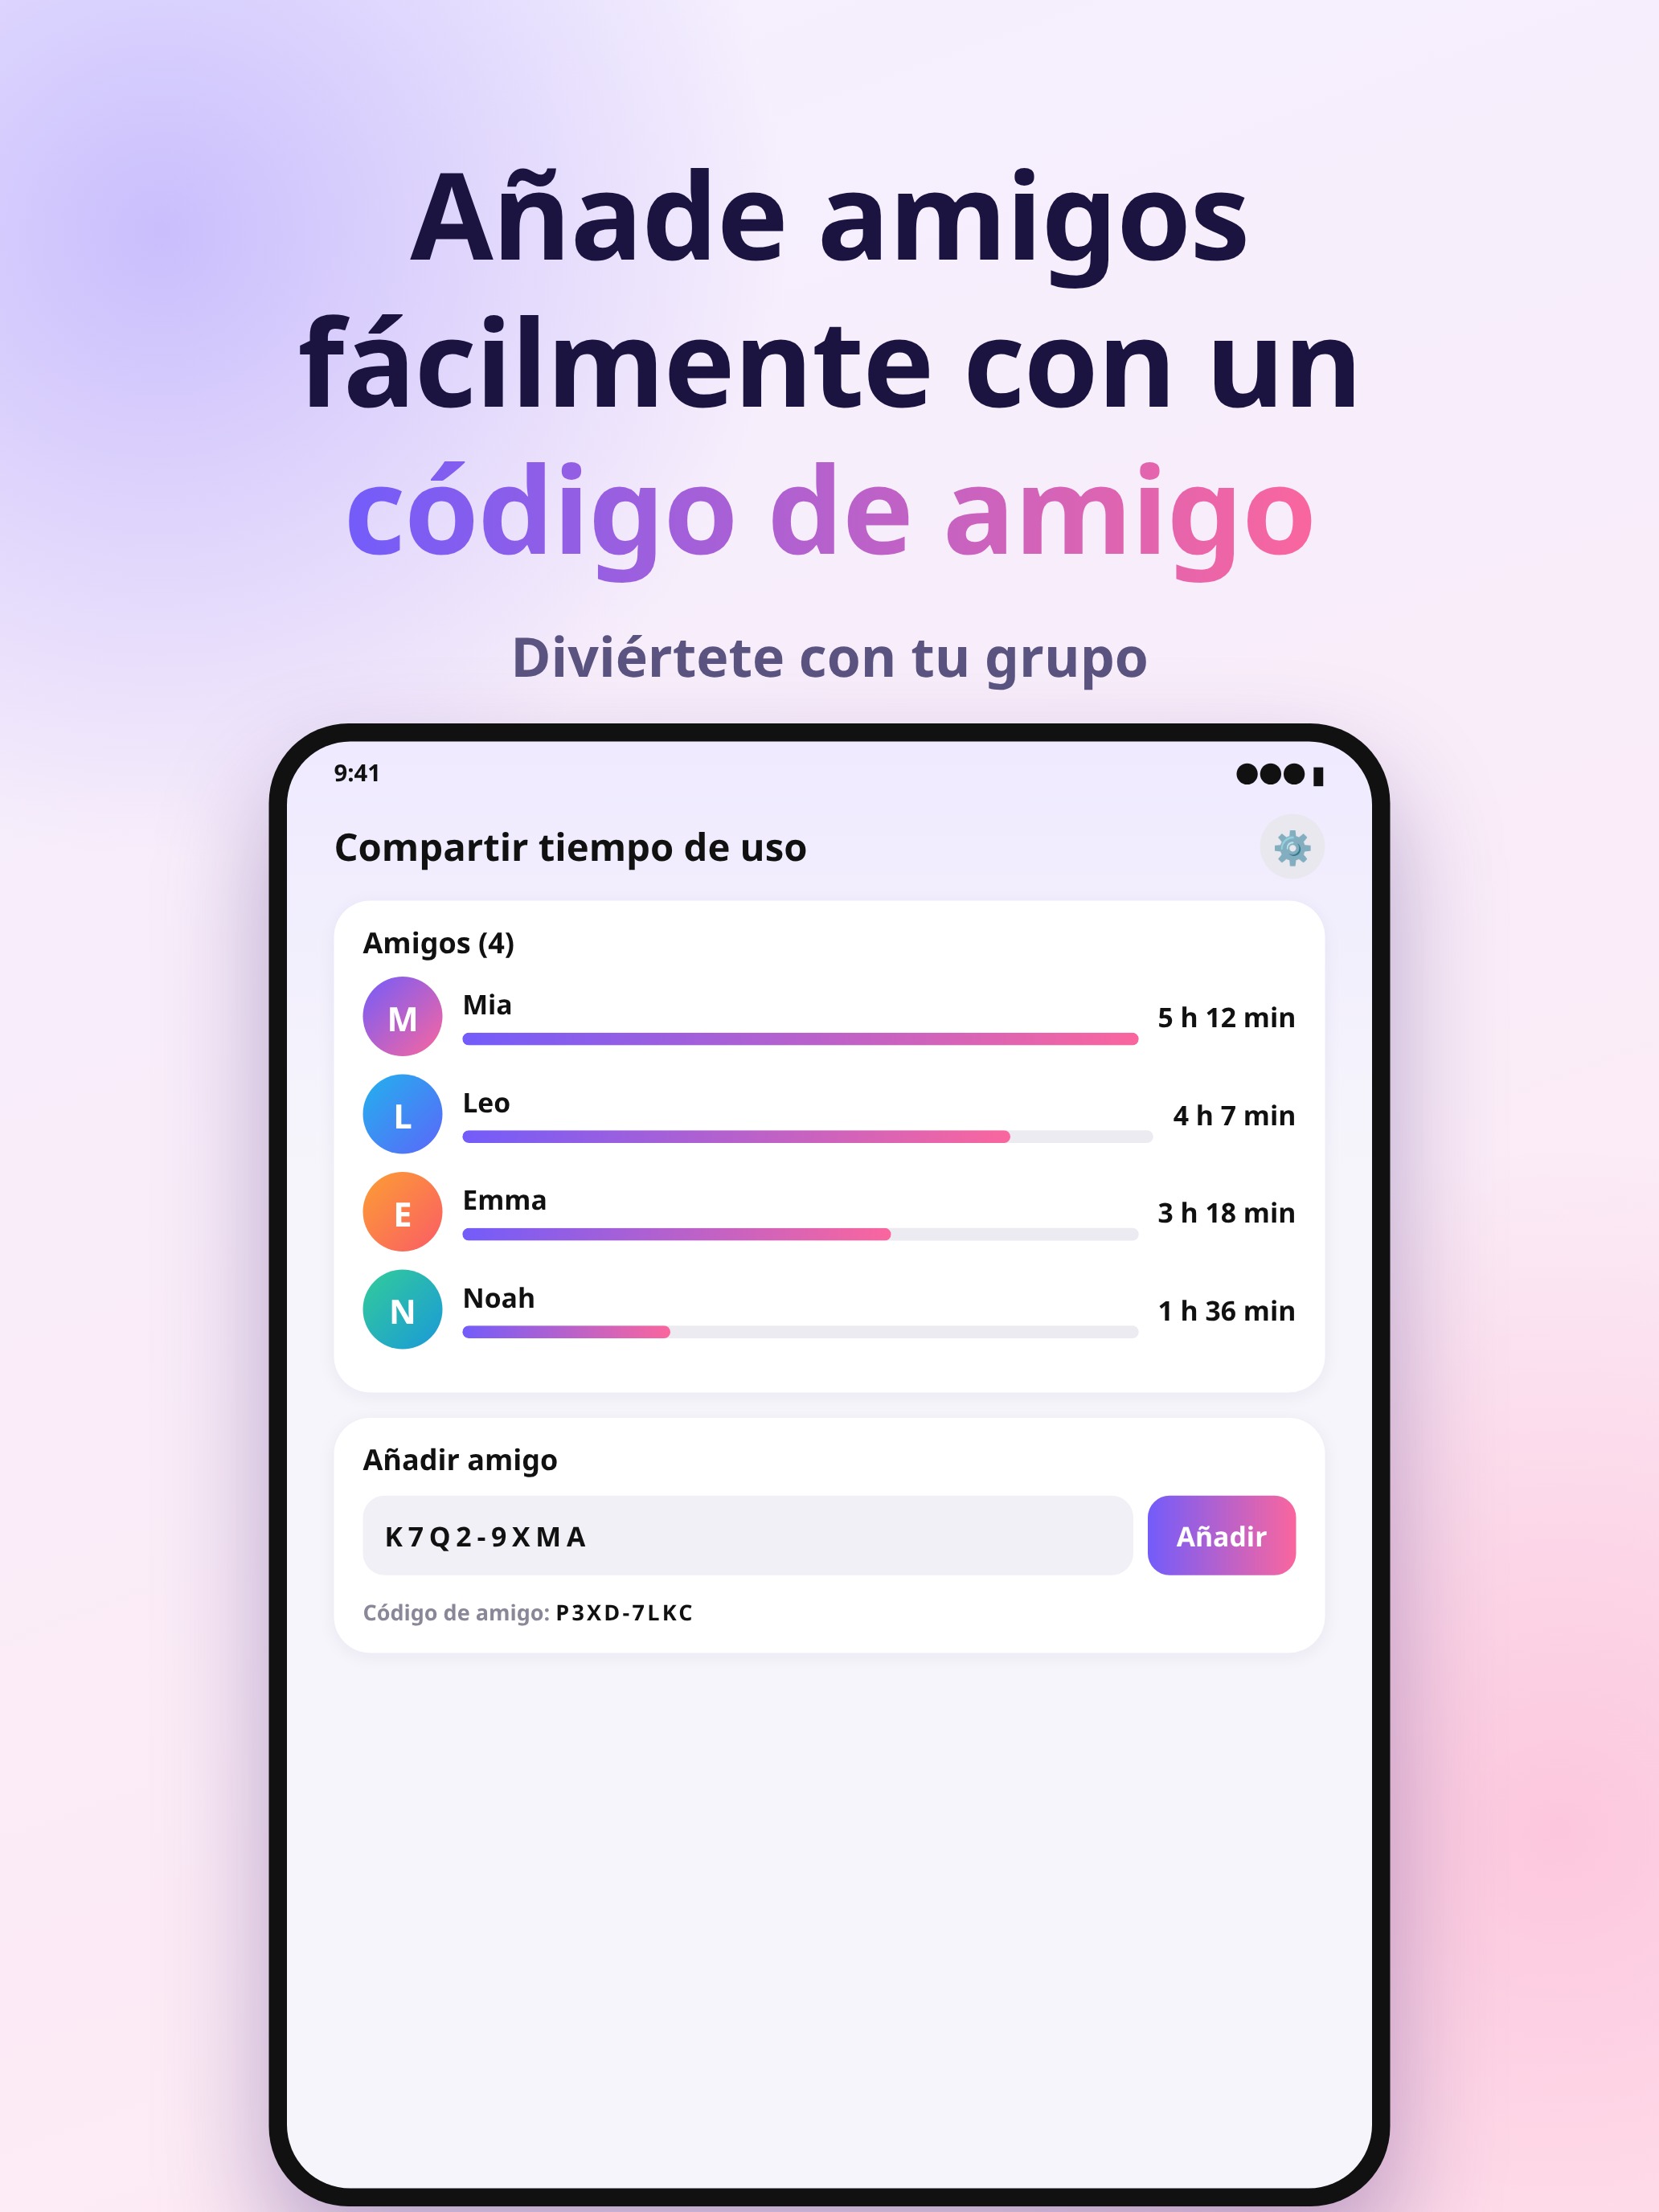 Añade amigos
fácilmente con un
código de amigo
Diviértete con tu grupo
9:41
Compartir tiempo de uso
Amigos (4)
M
Mia
5 h 12 min
L
Leo
4 h 7 min
E
Emma
3 h 18 min
N
Noah
1 h 36 min
Añadir amigo
K7Q2-9XMA
Añadir
Código de amigo: P3XD-7LKC